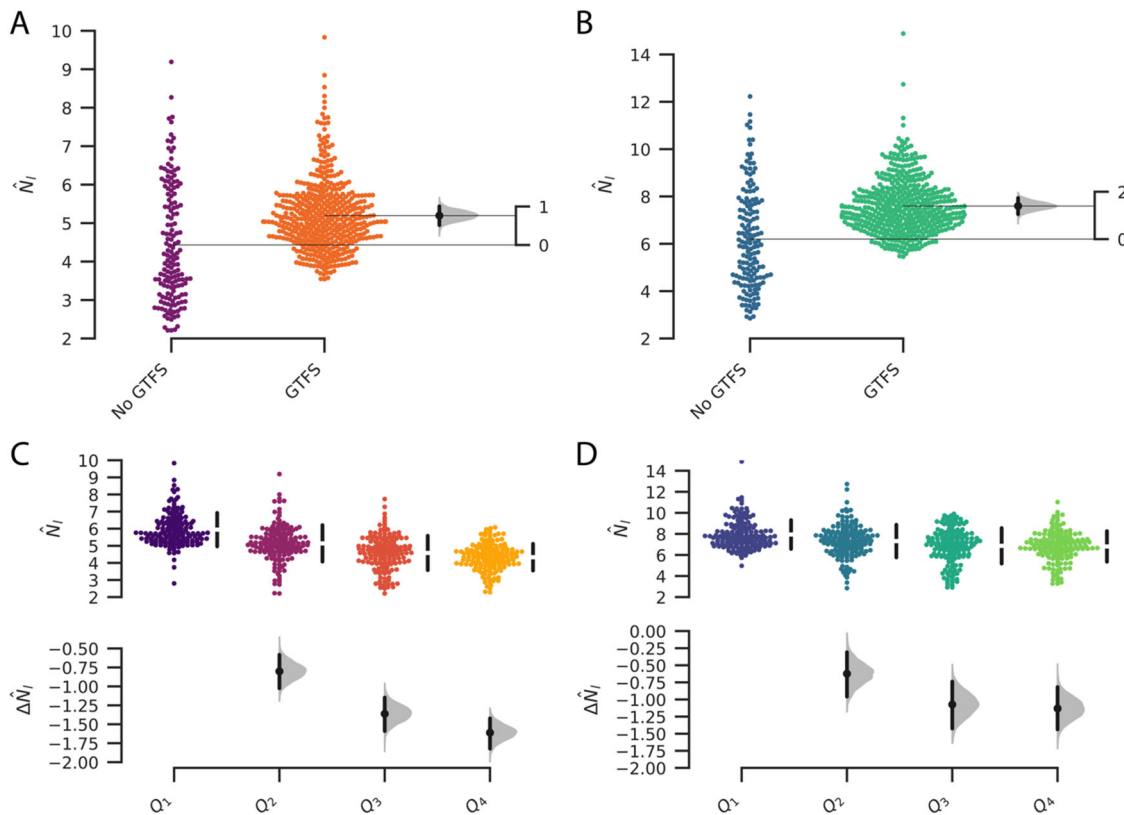 A
B
10
9
8
7
6
5
4
3
2
N̂ₗ
1
0
No GTFS
GTFS
14
12
10
8
6
4
2
N̂ₗ
2
0
No GTFS
GTFS
C
D
10
9
8
7
6
5
4
3
2
N̂ₗ
14
12
10
8
6
4
2
N̂ₗ
−0.50
−0.75
−1.00
−1.25
−1.50
−1.75
−2.00
ΔN̂ₗ
0.00
−0.25
−0.50
−0.75
−1.00
−1.25
−1.50
−1.75
−2.00
ΔN̂ₗ
Q₁
Q₂
Q₃
Q₄
Q₁
Q₂
Q₃
Q₄